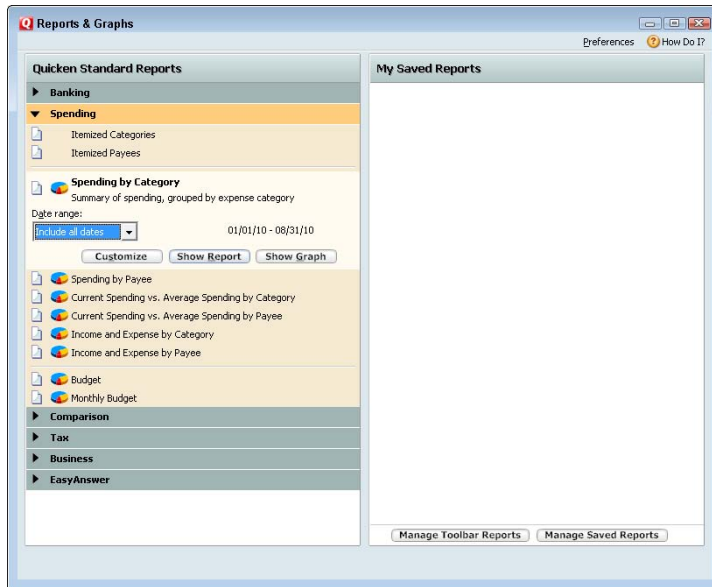 Reports & Graphs
Preferences ? How Do I?
Quicken Standard Reports
Banking
Spending
Itemized Categories
Itemized Payees
Spending by Category
Summary of spending, grouped by expense category
Date range:
Include all dates 01/01/10 - 08/31/10
Customize Show Report Show Graph
Spending by Payee
Current Spending vs. Average Spending by Category
Current Spending vs. Average Spending by Payee
Income and Expense by Category
Income and Expense by Payee
Budget
Monthly Budget
Comparison
Tax
Business
EasyAnswer
My Saved Reports
Manage Toolbar Reports Manage Saved Reports